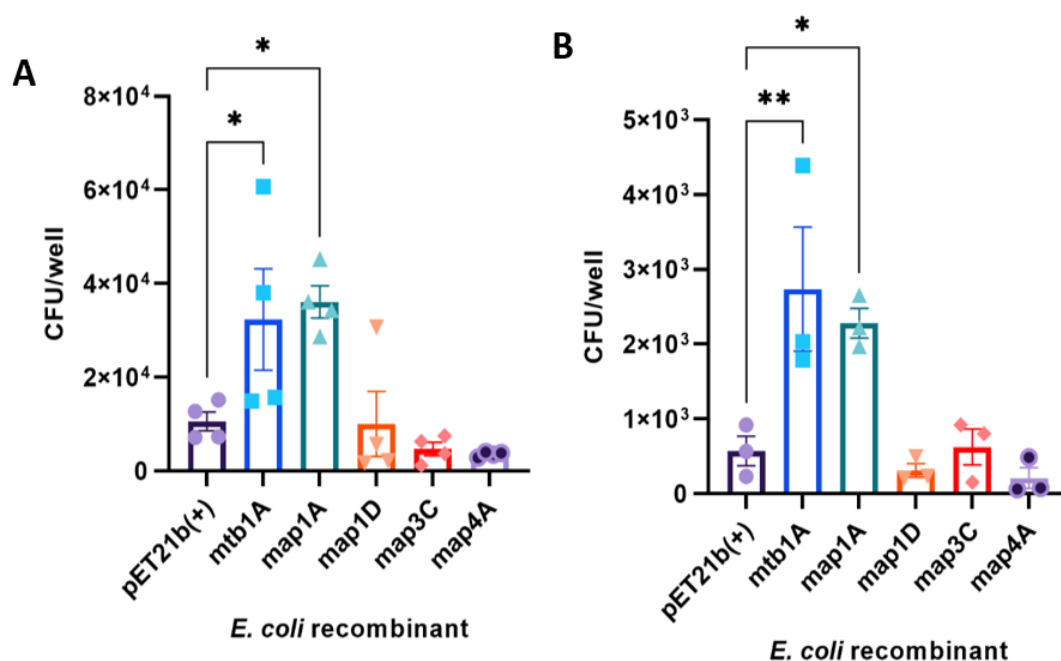 A
*
*
8×10⁴
6×10⁴
4×10⁴
2×10⁴
0
CFU/well
pET21b(+)
mtb1A
map1A
map1D
map3C
map4A
E. coli recombinant
B
*
**
5×10³
4×10³
3×10³
2×10³
1×10³
0
CFU/well
pET21b(+)
mtb1A
map1A
map1D
map3C
map4A
E. coli recombinant